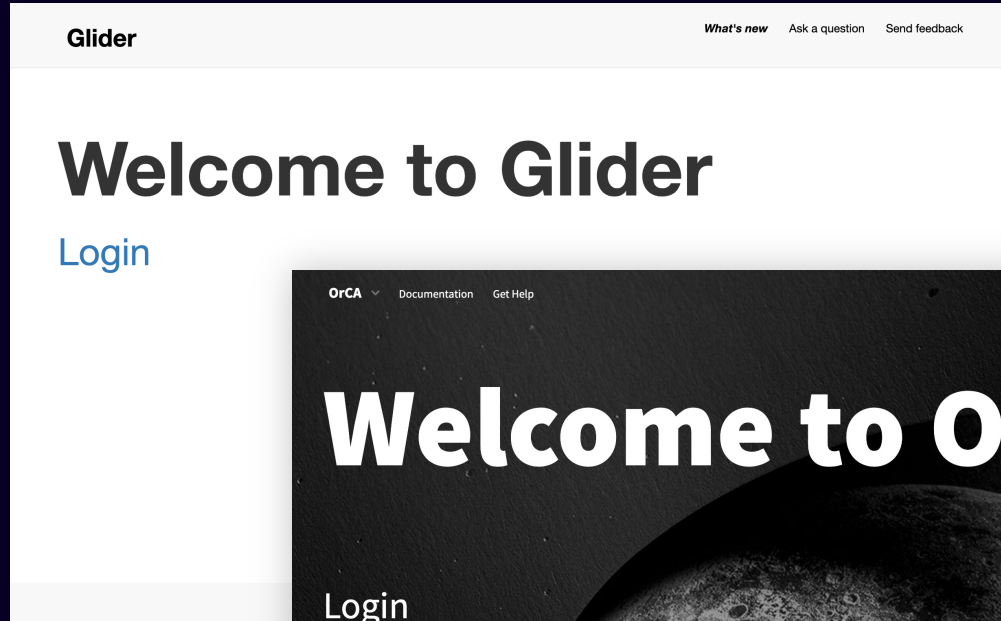 Glider
What's new Ask a question Send feedback
Welcome to Glider
Login
OrCA Documentation Get Help
Welcome to O
Login